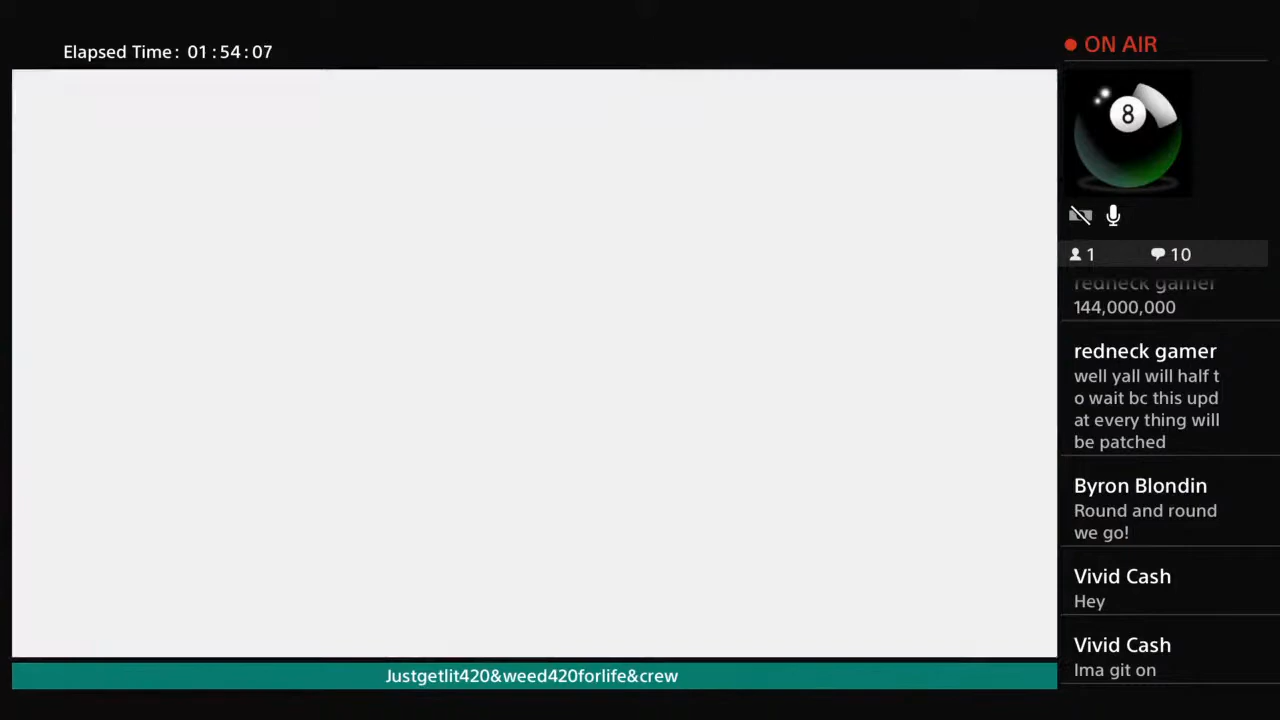 Elapsed Time: 01:54:07
ON AIR
8
1
10
redneck gamer
144,000,000
redneck gamer
well yall will half t
o wait bc this upd
at every thing will
be patched
Byron Blondin
Round and round
we go!
Vivid Cash
Hey
Vivid Cash
Ima git on
Justgetlit420&weed420forlife&crew